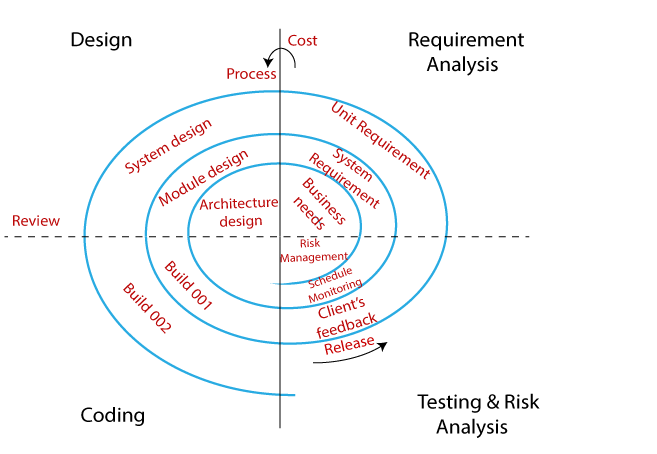 Design
Cost
Requirement
Analysis
Process
System design
Unit Requirement
Module design
System
Requirement
Architecture
design
Business
needs
Review
Risk
Management
Build 001
Schedule
Monitoring
Build 002
Client's
feedback
Release
Coding
Testing & Risk
Analysis